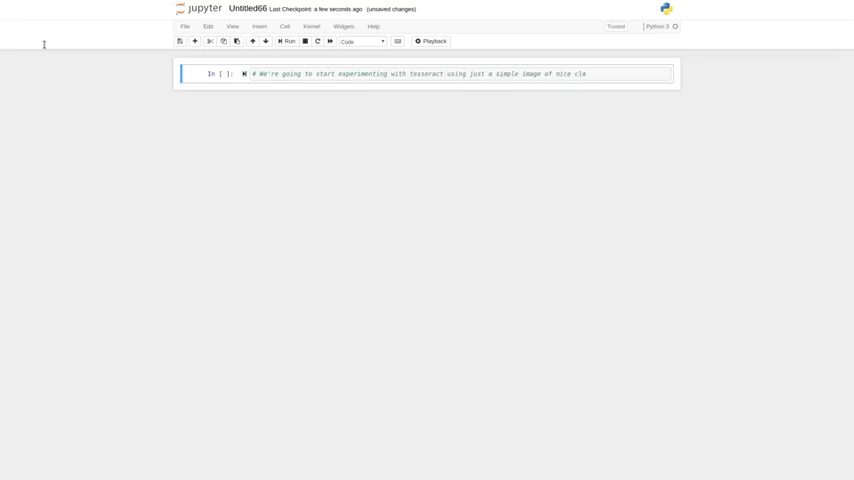 jupyter Untitled66 Last Checkpoint: a few seconds ago (unsaved changes)
File Edit View Insert Cell Kernel Widgets Help Trusted Python 3
Run Code Playback
In [ ]: # We're going to start experimenting with tesseract using just a simple image of nice cla